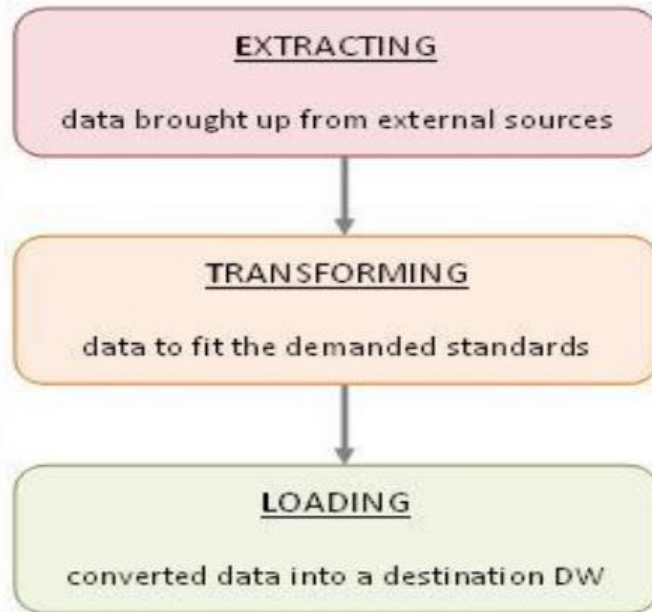 EXTRACTING
data brought up from external sources
TRANSFORMING
data to fit the demanded standards
LOADING
converted data into a destination DW